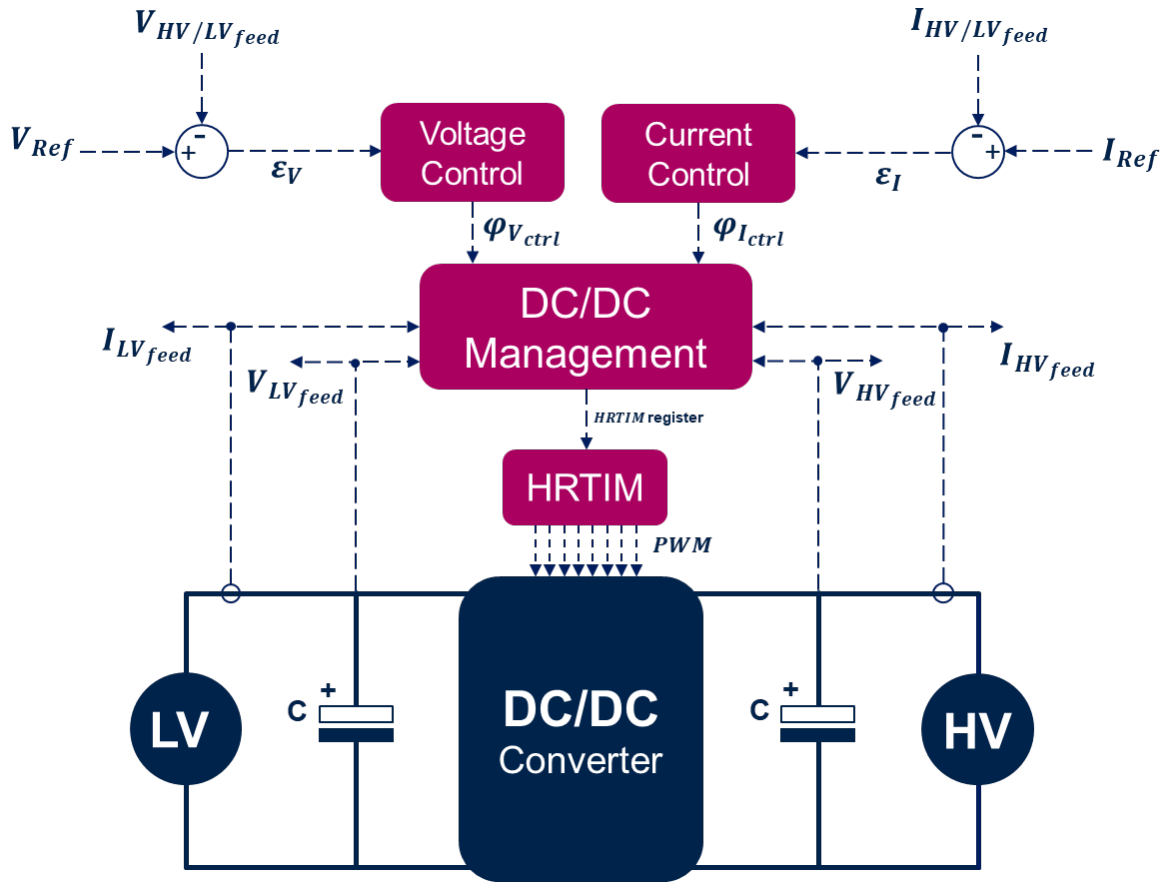 V_HV/LV_feed
I_HV/LV_feed
V_Ref
-
+
ε_V
Voltage
Control
Current
Control
-
+
ε_I
I_Ref
φ_V_ctrl
φ_I_ctrl
DC/DC
Management
I_LV_feed
V_LV_feed
V_HV_feed
I_HV_feed
HRTIM register
HRTIM
PWM
LV
C
+
DC/DC
Converter
C
+
HV